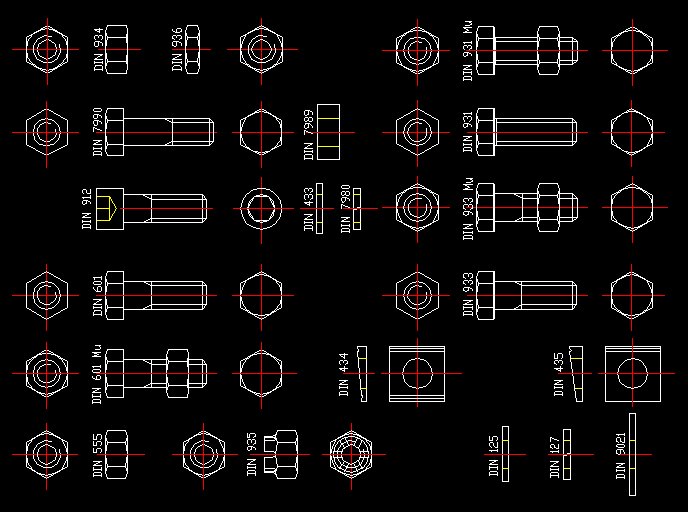 DIN 934
DIN 936
DIN 931 Mu
DIN 7990
DIN 7989
DIN 931
DIN 912
DIN 433
DIN 7980
DIN 933 Mu
DIN 601
DIN 933
DIN 601 Mu
DIN 434
DIN 435
DIN 555
DIN 935
DIN 125
DIN 127
DIN 9021